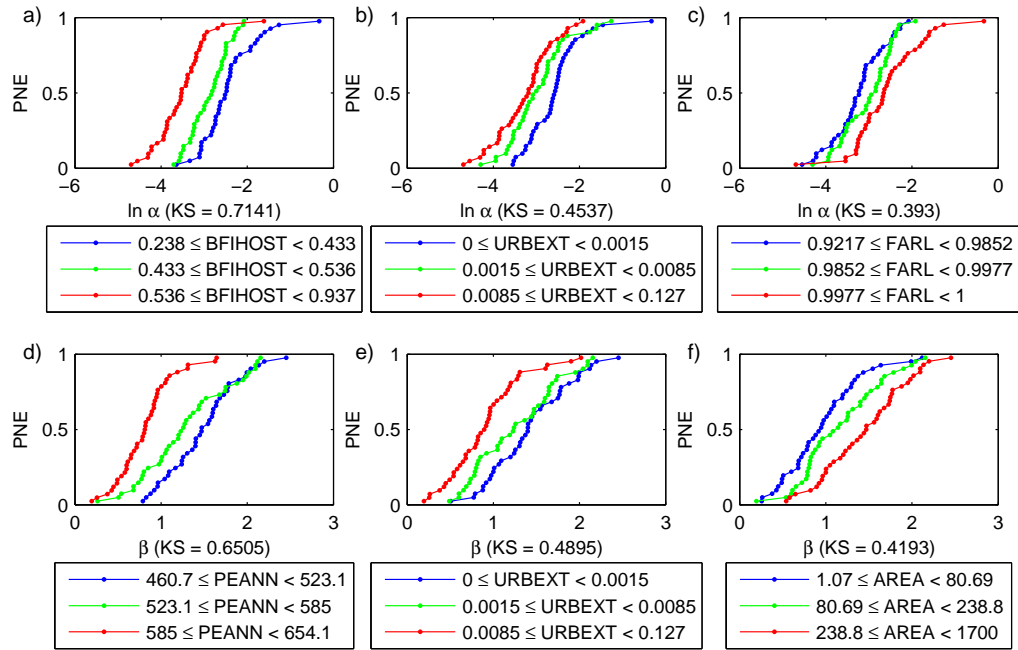 a) b) c)
1 1 1
PNE PNE PNE
0.5 0.5 0.5
0 0 0
−6 −4 −2 0 −6 −4 −2 0 −6 −4 −2 0
ln α (KS = 0.7141) ln α (KS = 0.4537) ln α (KS = 0.393)
0.238 ≤ BFIHOST < 0.433 0 ≤ URBEXT < 0.0015 0.9217 ≤ FARL < 0.9852
0.433 ≤ BFIHOST < 0.536 0.0015 ≤ URBEXT < 0.0085 0.9852 ≤ FARL < 0.9977
0.536 ≤ BFIHOST < 0.937 0.0085 ≤ URBEXT < 0.127 0.9977 ≤ FARL < 1
d) e) f)
1 1 1
PNE PNE PNE
0.5 0.5 0.5
0 0 0
0 1 2 3 0 1 2 3 0 1 2 3
β (KS = 0.6505) β (KS = 0.4895) β (KS = 0.4193)
460.7 ≤ PEANN < 523.1 0 ≤ URBEXT < 0.0015 1.07 ≤ AREA < 80.69
523.1 ≤ PEANN < 585 0.0015 ≤ URBEXT < 0.0085 80.69 ≤ AREA < 238.8
585 ≤ PEANN < 654.1 0.0085 ≤ URBEXT < 0.127 238.8 ≤ AREA < 1700